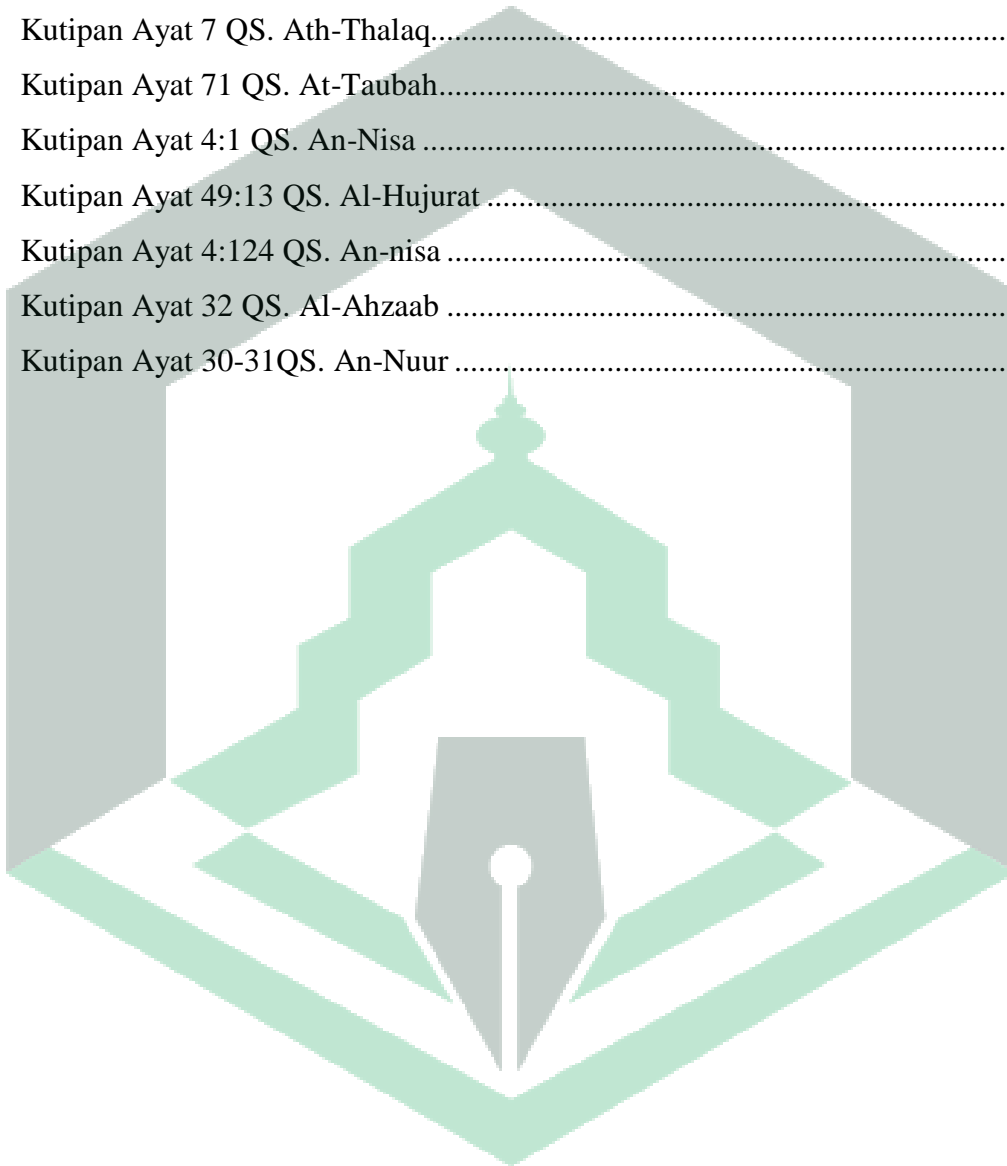 Kutipan Ayat 7 QS. Ath-Thalaq..........................................................................
Kutipan Ayat 71 QS. At-Taubah.........................................................................
Kutipan Ayat 4:1 QS. An-Nisa ...........................................................................
Kutipan Ayat 49:13 QS. Al-Hujurat ...................................................................
Kutipan Ayat 4:124 QS. An-nisa ........................................................................
Kutipan Ayat 32 QS. Al-Ahzaab ........................................................................
Kutipan Ayat 30-31QS. An-Nuur .......................................................................